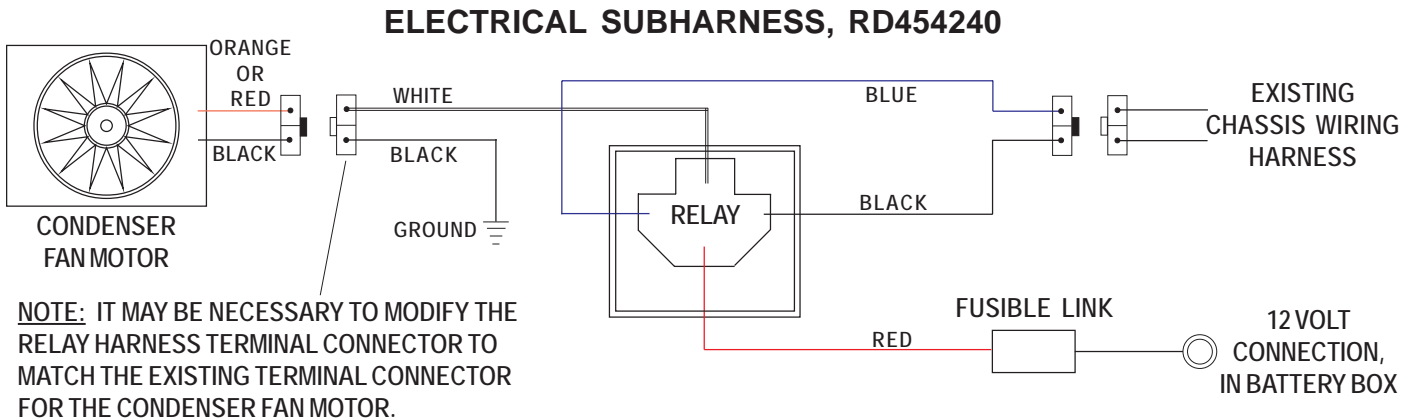 ELECTRICAL SUBHARNESS, RD454240
ORANGE
OR
RED
BLACK
CONDENSER
FAN MOTOR
WHITE
BLACK
GROUND
RELAY
BLUE
BLACK
EXISTING
CHASSIS WIRING
HARNESS
RED
FUSIBLE LINK
12 VOLT
CONNECTION,
IN BATTERY BOX
NOTE: IT MAY BE NECESSARY TO MODIFY THE
RELAY HARNESS TERMINAL CONNECTOR TO
MATCH THE EXISTING TERMINAL CONNECTOR
FOR THE CONDENSER FAN MOTOR.